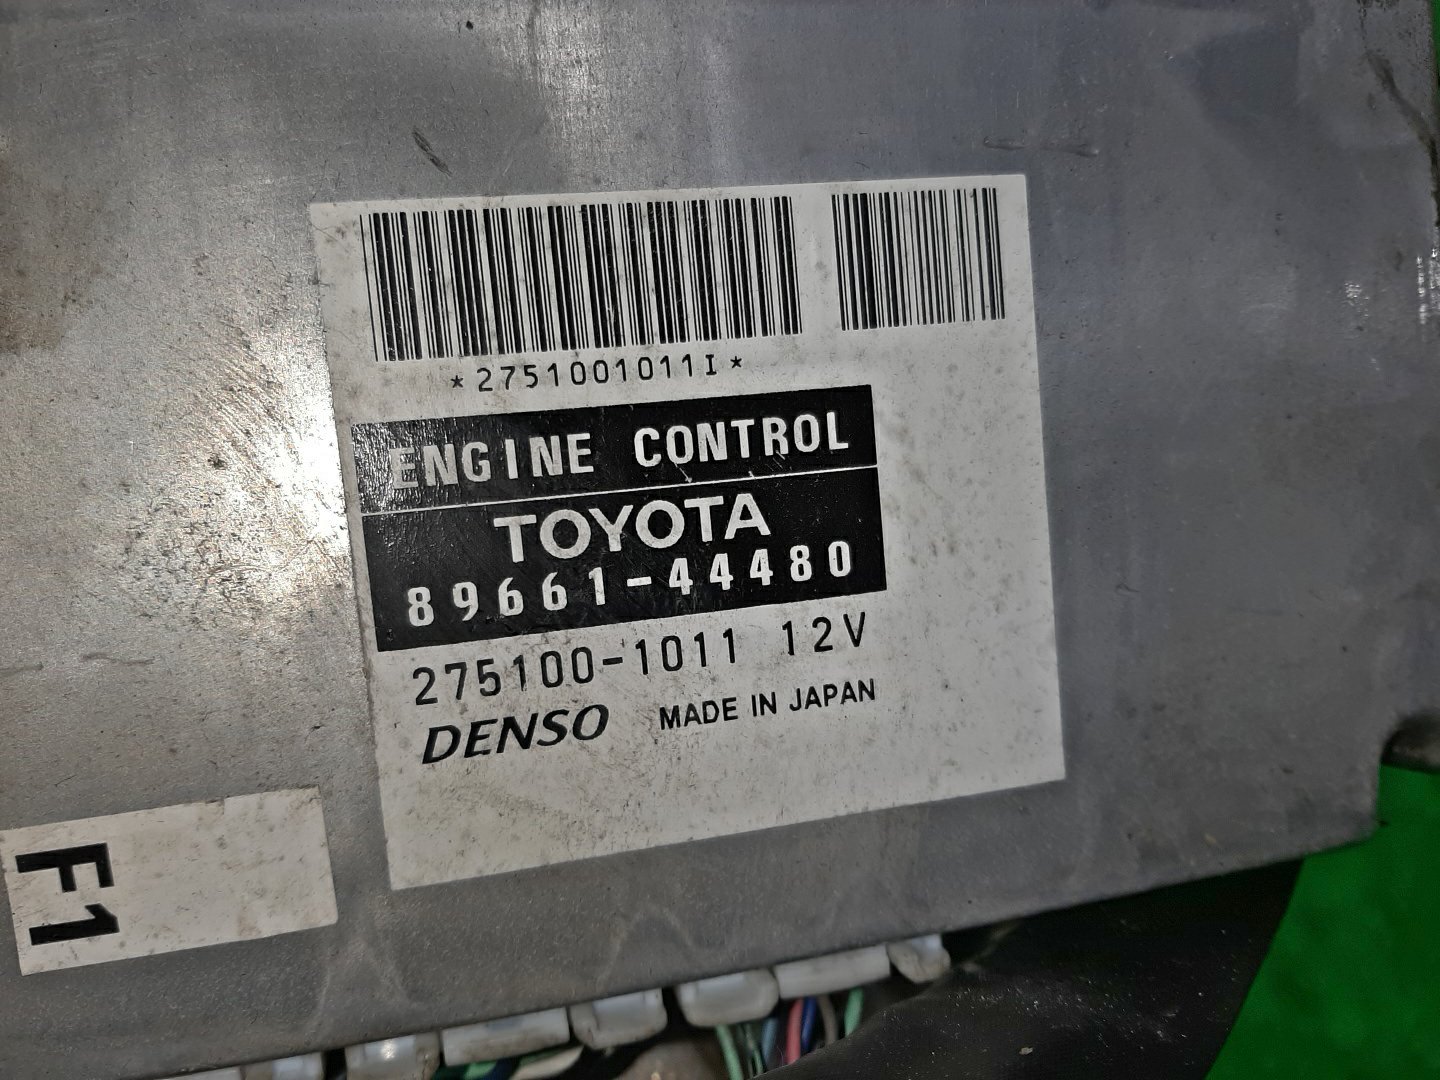 *2751001011I*
ENGINE CONTROL
TOYOTA
89661-44480
275100-1011 12V
DENSO MADE IN JAPAN
F1